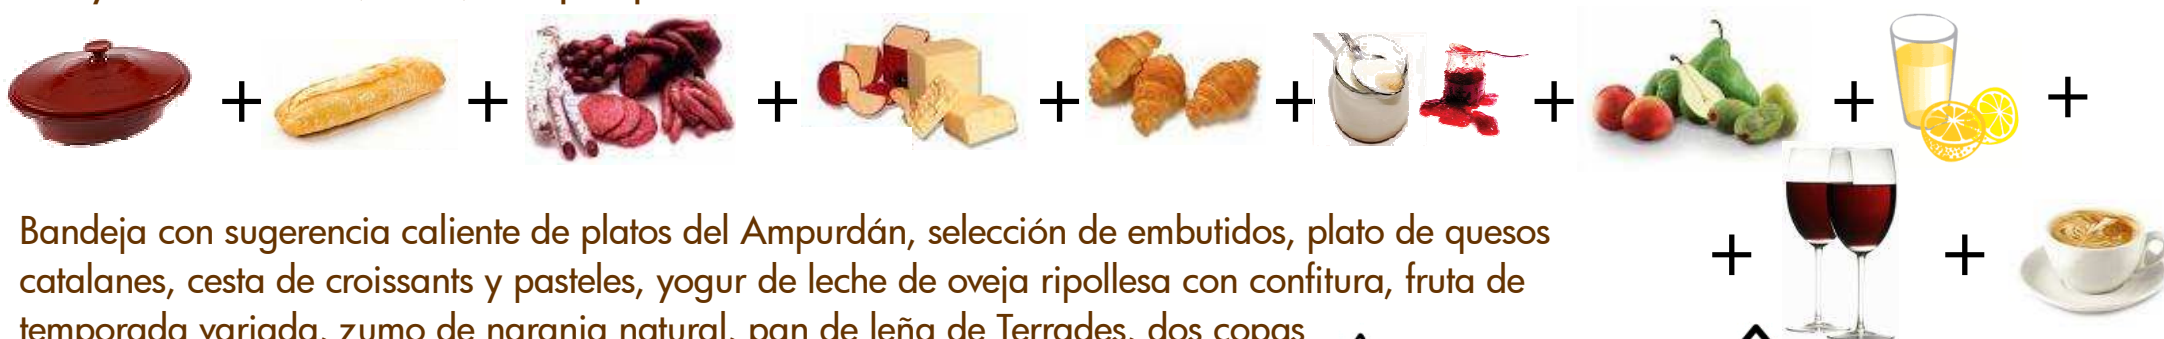 Bandeja con sugerencia caliente de platos del Ampurdán, selección de embutidos, plato de quesos
catalanes, cesta de croissants y pasteles, yogur de leche de oveja ripollesa con confitura, fruta de
temporada variada, zumo de naranja natural, pan de leña de Terrades, dos copas